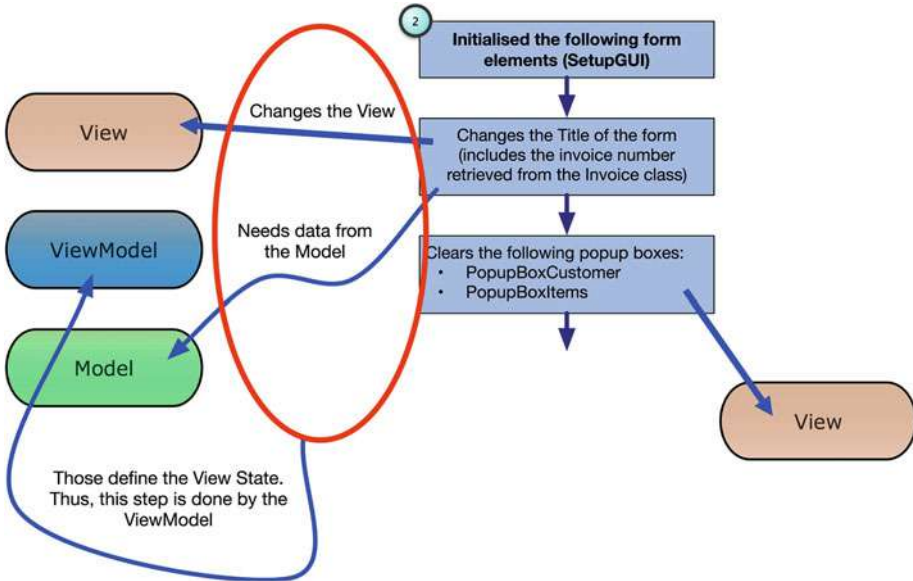 2
Initialised the following form
elements (SetupGUI)
Changes the View
View
Changes the Title of the form
(includes the invoice number
retrieved from the Invoice class)
Needs data from
the Model
ViewModel
Clears the following popup boxes:
• PopupBoxCustomer
• PopupBoxItems
Model
View
Those define the View State.
Thus, this step is done by the
ViewModel